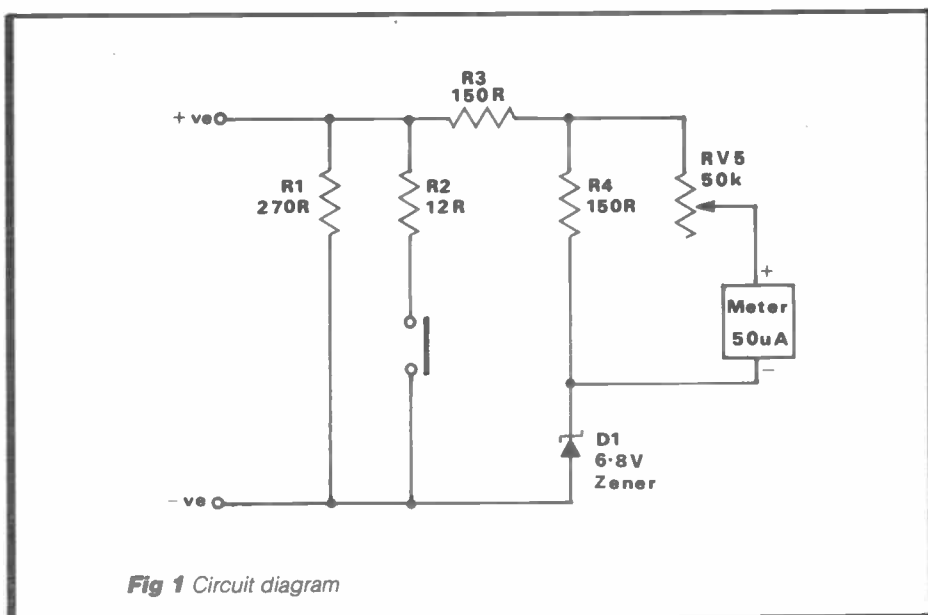 R3
150R
+ ve
R1
270R
R2
12R
R4
150R
RV5
50k
+
Meter
50uA
-
D1
6·8V
Zener
- ve
Fig 1 Circuit diagram